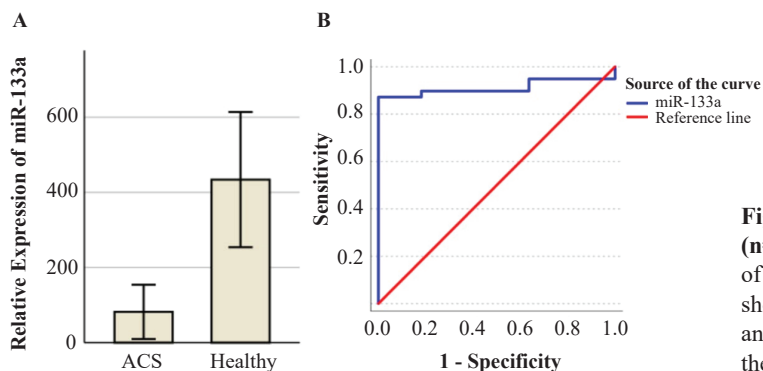 A
Relative Expression of miR-133a
600
400
200
0
ACS Healthy
B
Sensitivity
1.0
0.8
0.6
0.4
0.2
0.0 0.2 0.4 0.6 0.8 1.0
1 - Specificity
Source of the curve
miR-133a
Reference line
Fi
(n
of
sh
an
the